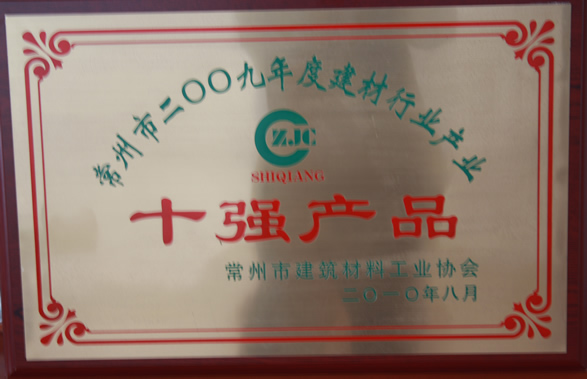 常州市二〇〇九年度建材行业产业
ZJC
SHIQIANG
十强产品
常州市建筑材料工业协会
二〇一〇年八月